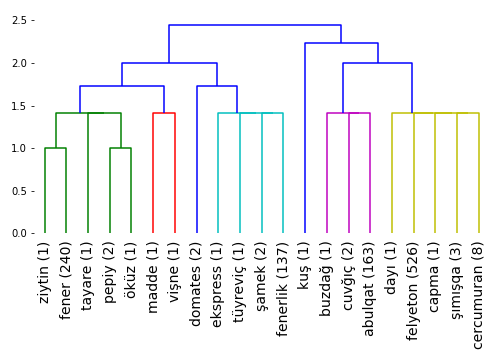 2.5
2.0
1.5
1.0
0.5
0.0
ziytin (1)
fener (240)
tayare (1)
pepiy (2)
öküz (1)
madde (1)
vişne (1)
domates (2)
ekspress (1)
tüyreviç (1)
şamek (2)
fenerlik (137)
kuş (1)
buzdağ (1)
cuvğıç (2)
abulqat (163)
dayı (1)
felyeton (526)
capma (1)
şımışqa (3)
cercumuran (8)